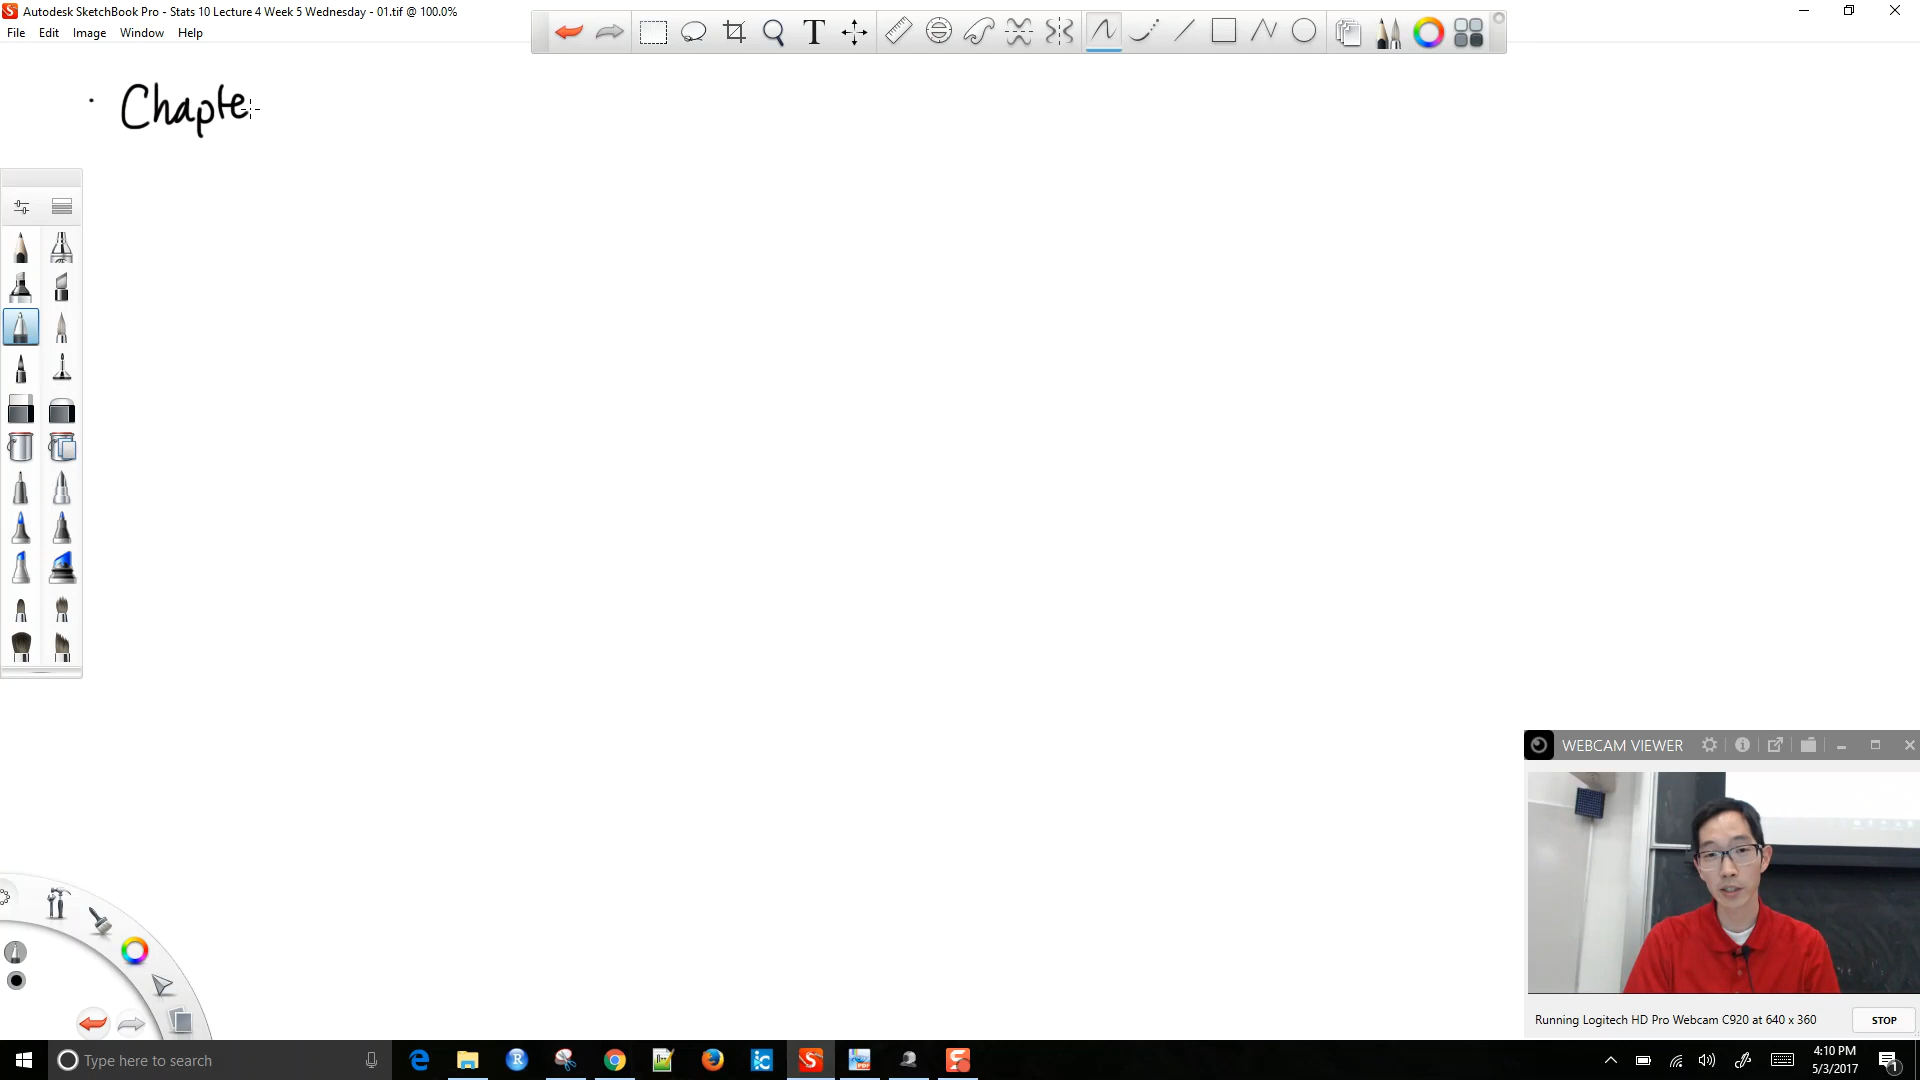 Autodesk SketchBook Pro - Stats 10 Lecture 4 Week 5 Wednesday - 01.tif @ 100.0%
File Edit Image Window Help
T
· Chapte
WEBCAM VIEWER
Running Logitech HD Pro Webcam C920 at 640 x 360 STOP
Type here to search
4:10 PM
5/3/2017
1